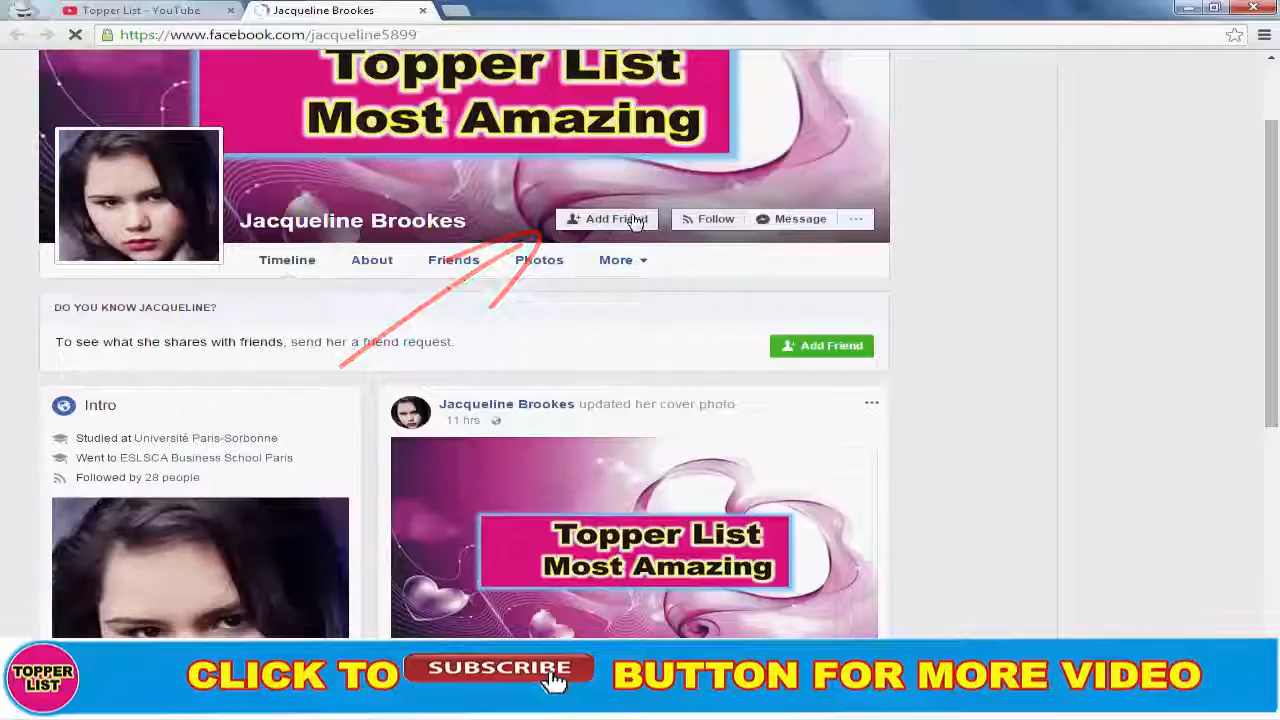 Topper List - YouTube
Jacqueline Brookes
https://www.facebook.com/jacqueline5899
Topper List
Most Amazing
Jacqueline Brookes
Add Friend
Follow
Message
Timeline
About
Friends
Photos
More
DO YOU KNOW JACQUELINE?
To see what she shares with friends, send her a friend request.
Add Friend
Intro
Studied at Université Paris-Sorbonne
Went to ESLSCA Business School Paris
Followed by 28 people
Jacqueline Brookes updated her cover photo
11 hrs
Topper List
Most Amazing
TOPPER
LIST
CLICK TO SUBSCRIBE BUTTON FOR MORE VIDEO